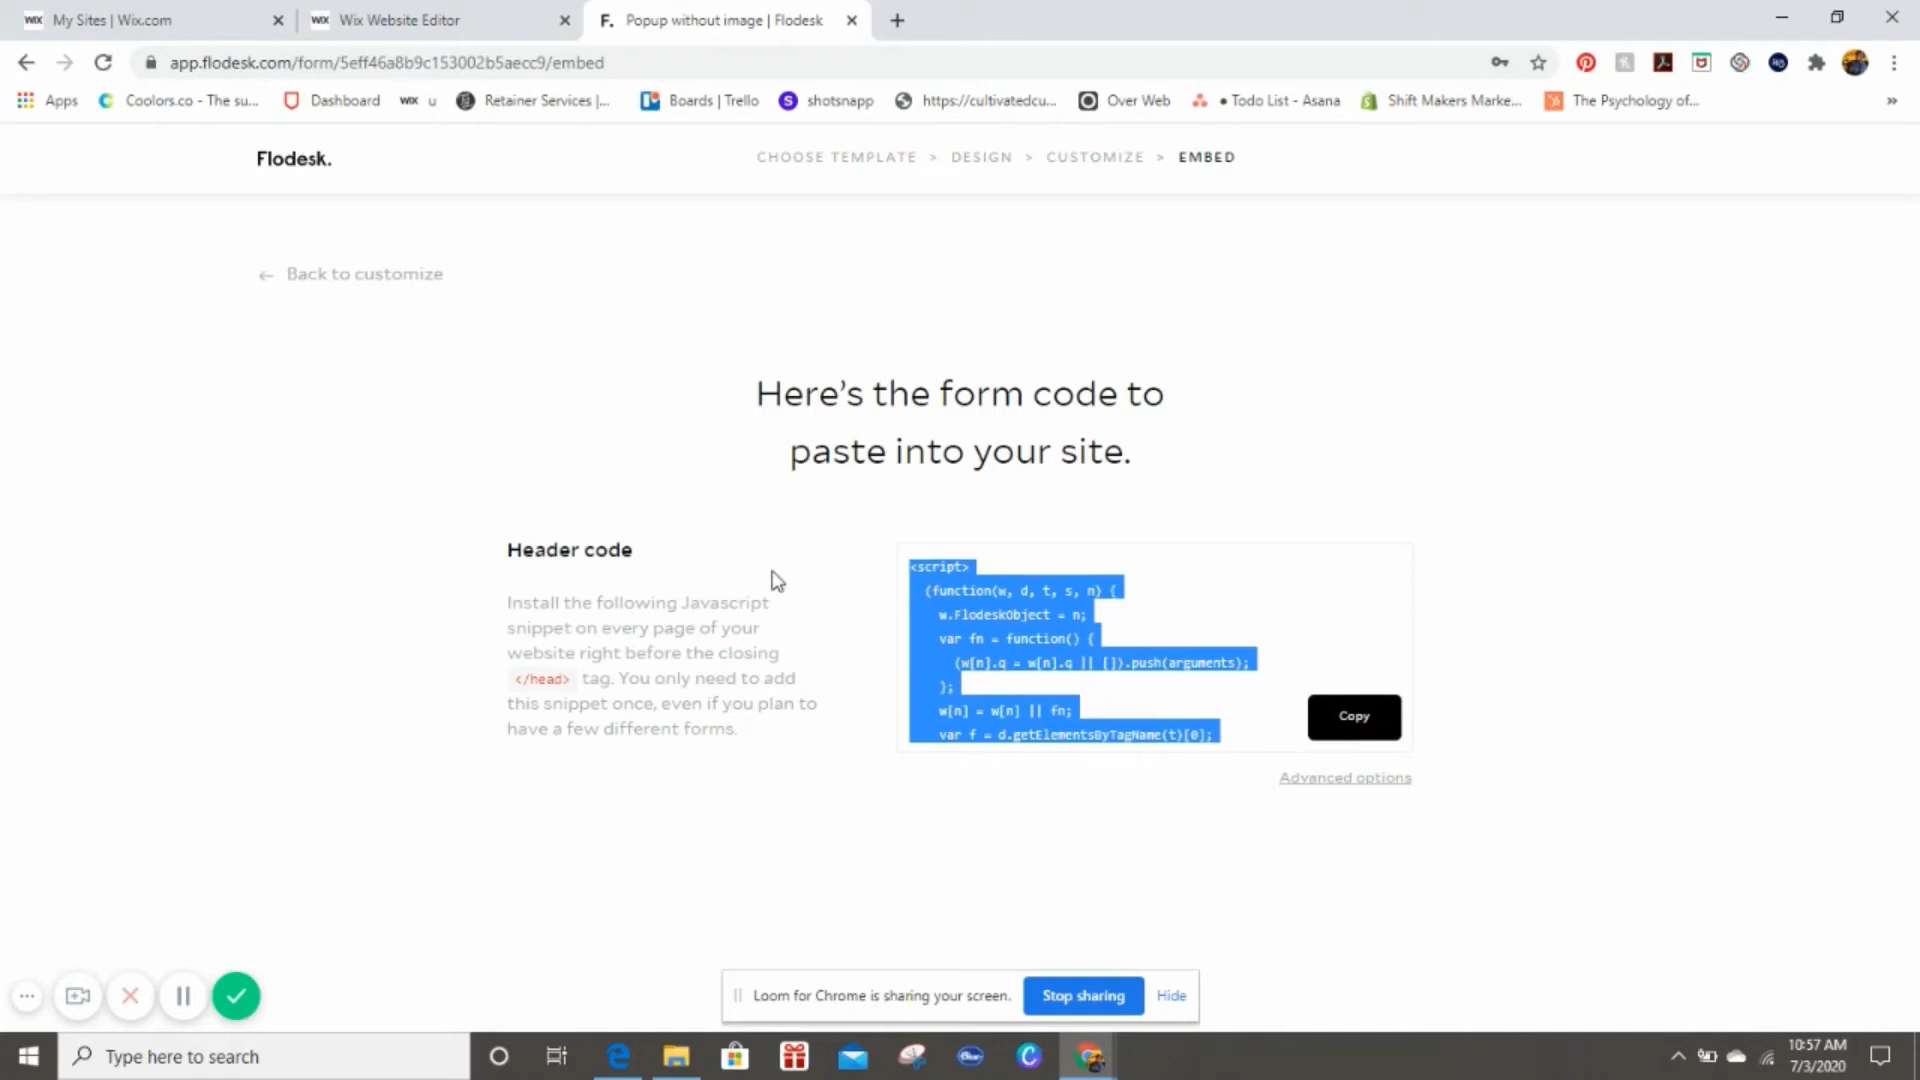 WIX My Sites | Wix.com
WIX Wix Website Editor
F. Popup without image | Flodesk
app.flodesk.com/form/5eff46a8b9c153002b5aecc9/embed
Apps
Coolors.co - The su...
Dashboard
WIX u
Retainer Services |...
Boards | Trello
S shotsnapp
https://cultivatedcu...
Over Web
• Todo List - Asana
Shift Makers Marke...
The Psychology of...
»
Flodesk.
CHOOSE TEMPLATE > DESIGN > CUSTOMIZE > EMBED
← Back to customize
Here's the form code to
paste into your site.
Header code
Install the following Javascript
snippet on every page of your
website right before the closing
</head> tag. You only need to add
this snippet once, even if you plan to
have a few different forms.
<script>
(function(w, d, t, s, n) {
w.FlodeskObject = n;
var fn = function() {
(w[n].q = w[n].q || []).push(arguments);
};
w[n] = w[n] || fn;
var f = d.getElementsByTagName(t)[0];
Copy
Advanced options
Loom for Chrome is sharing your screen.
Stop sharing
Hide
Type here to search
10:57 AM
7/3/2020